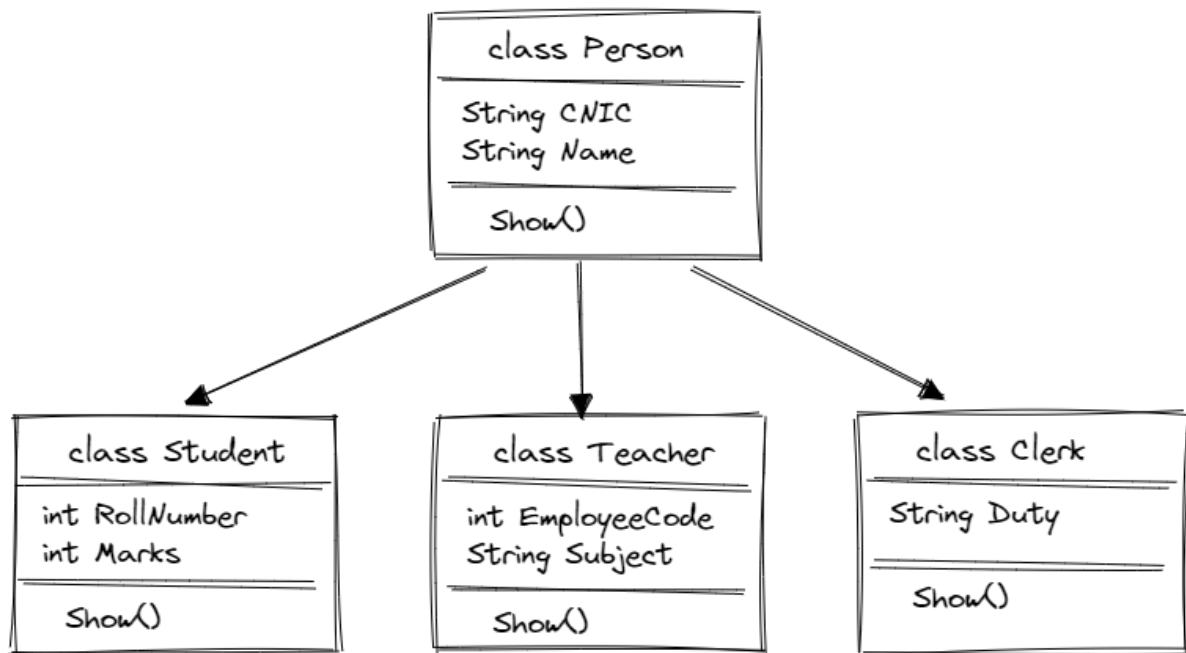 class Person
String CNIC
String Name
Show()
class Student
int RollNumber
int Marks
Show()
class Teacher
int EmployeeCode
String Subject
Show()
class Clerk
String Duty
Show()